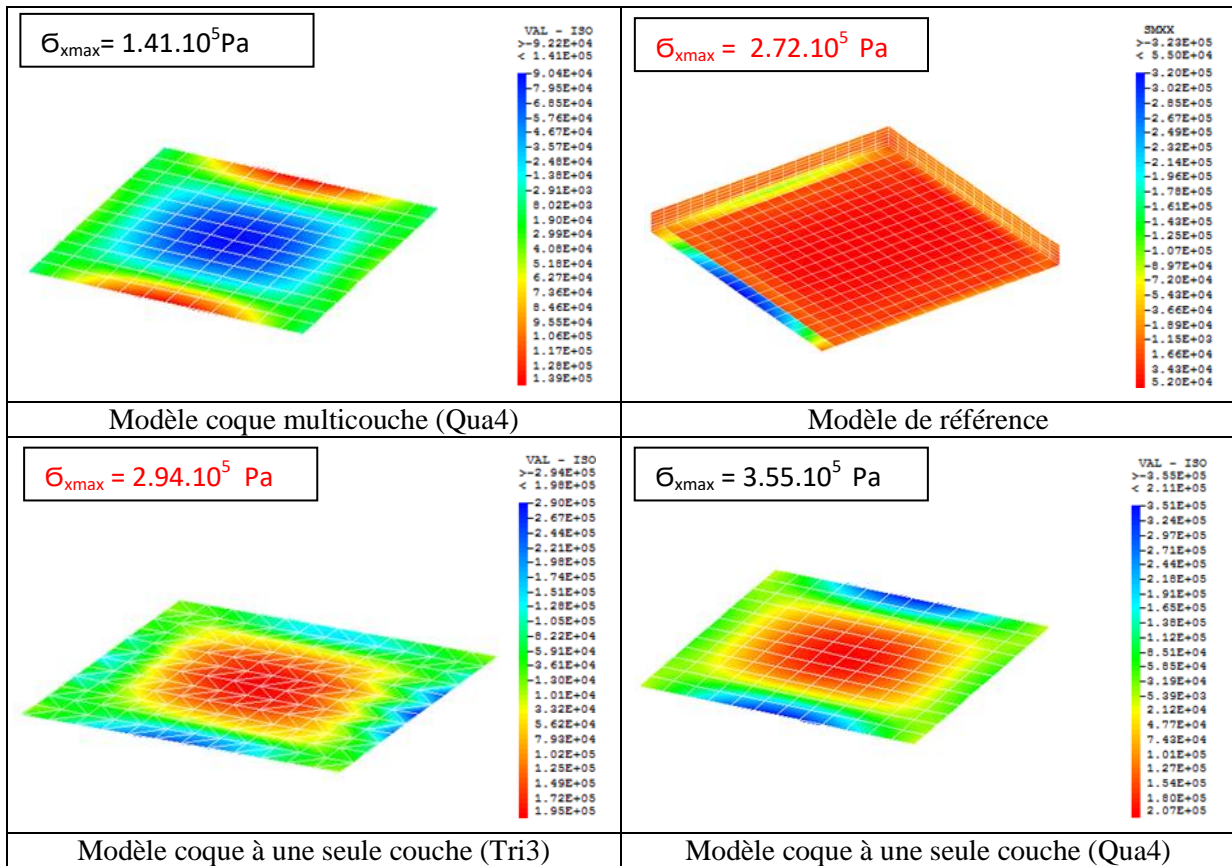 Ϭxmax= 1.41.10^5Pa
VAL - ISO
>-9.22E+04
< 1.41E+05
-9.04E+04
-7.95E+04
-6.85E+04
-5.76E+04
-4.67E+04
-3.57E+04
-2.48E+04
-1.38E+04
-2.91E+03
8.02E+03
1.90E+04
2.99E+04
4.08E+04
5.18E+04
6.27E+04
7.36E+04
8.46E+04
9.55E+04
1.06E+05
1.17E+05
1.28E+05
1.39E+05
Modèle coque multicouche (Qua4)
Ϭxmax = 2.72.10^5 Pa
SMXX
>-3.23E+05
< 5.50E+04
-3.20E+05
-3.02E+05
-2.85E+05
-2.67E+05
-2.49E+05
-2.32E+05
-2.14E+05
-1.96E+05
-1.78E+05
-1.61E+05
-1.43E+05
-1.25E+05
-1.07E+05
-8.97E+04
-7.20E+04
-5.43E+04
-3.66E+04
-1.89E+04
-1.15E+03
1.66E+04
3.43E+04
5.20E+04
Modèle de référence
Ϭxmax = 2.94.10^5 Pa
VAL - ISO
>-2.94E+05
< 1.98E+05
-2.90E+05
-2.67E+05
-2.44E+05
-2.21E+05
-1.98E+05
-1.74E+05
-1.51E+05
-1.28E+05
-1.05E+05
-8.22E+04
-5.91E+04
-3.61E+04
-1.30E+04
1.01E+04
3.32E+04
5.62E+04
7.93E+04
1.02E+05
1.25E+05
1.49E+05
1.72E+05
1.95E+05
Modèle coque à une seule couche (Tri3)
Ϭxmax = 3.55.10^5 Pa
VAL - ISO
>-3.55E+05
< 2.11E+05
-3.51E+05
-3.24E+05
-2.97E+05
-2.71E+05
-2.44E+05
-2.18E+05
-1.91E+05
-1.65E+05
-1.38E+05
-1.12E+05
-8.51E+04
-5.85E+04
-3.19E+04
-5.39E+03
2.12E+04
4.77E+04
7.43E+04
1.01E+05
1.27E+05
1.54E+05
1.80E+05
2.07E+05
Modèle coque à une seule couche (Qua4)